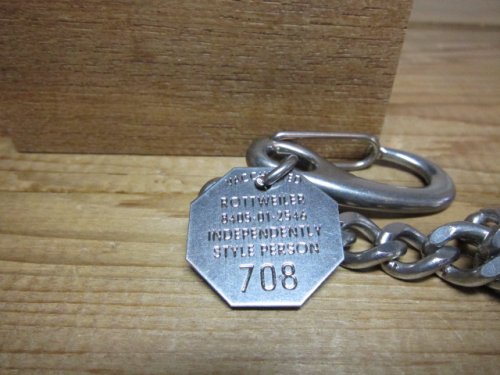 ROTTWEILER
8405-01-2546
INDEPENDENTLY
STYLE PERSON
708